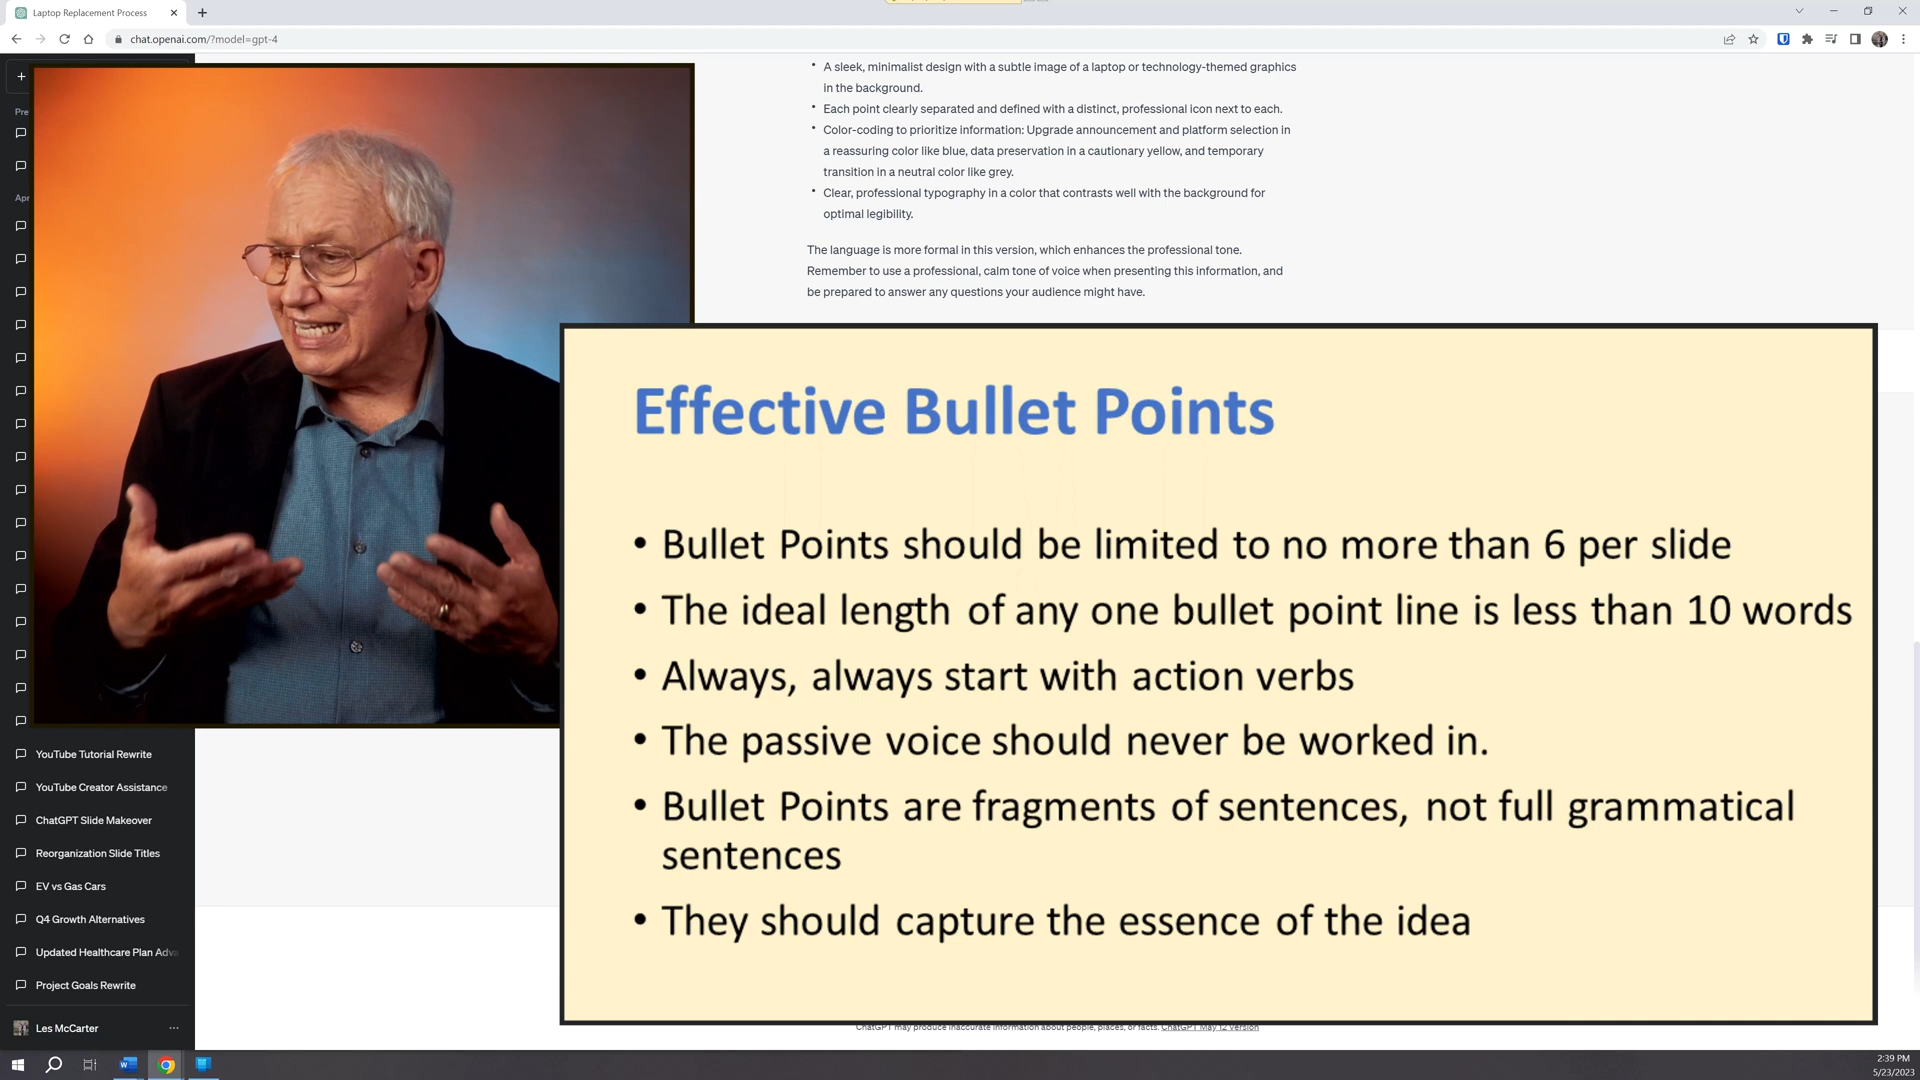 Laptop Replacement Process
chat.openai.com/?model=gpt-4
• A sleek, minimalist design with a subtle image of a laptop or technology-themed graphics
in the background.
• Each point clearly separated and defined with a distinct, professional icon next to each.
• Color-coding to prioritize information: Upgrade announcement and platform selection in
a reassuring color like blue, data preservation in a cautionary yellow, and temporary
transition in a neutral color like grey.
• Clear, professional typography in a color that contrasts well with the background for
optimal legibility.
The language is more formal in this version, which enhances the professional tone.
Remember to use a professional, calm tone of voice when presenting this information, and
be prepared to answer any questions your audience might have.
Pre
Apr
Effective Bullet Points
• Bullet Points should be limited to no more than 6 per slide
• The ideal length of any one bullet point line is less than 10 words
• Always, always start with action verbs
• The passive voice should never be worked in.
• Bullet Points are fragments of sentences, not full grammatical
sentences
• They should capture the essence of the idea
YouTube Tutorial Rewrite
YouTube Creator Assistance
ChatGPT Slide Makeover
Reorganization Slide Titles
EV vs Gas Cars
Q4 Growth Alternatives
Updated Healthcare Plan Adva
Project Goals Rewrite
Les McCarter
ChatGPT may produce inaccurate information about people, places, or facts. ChatGPT May 12 Version
2:39 PM
5/23/2023